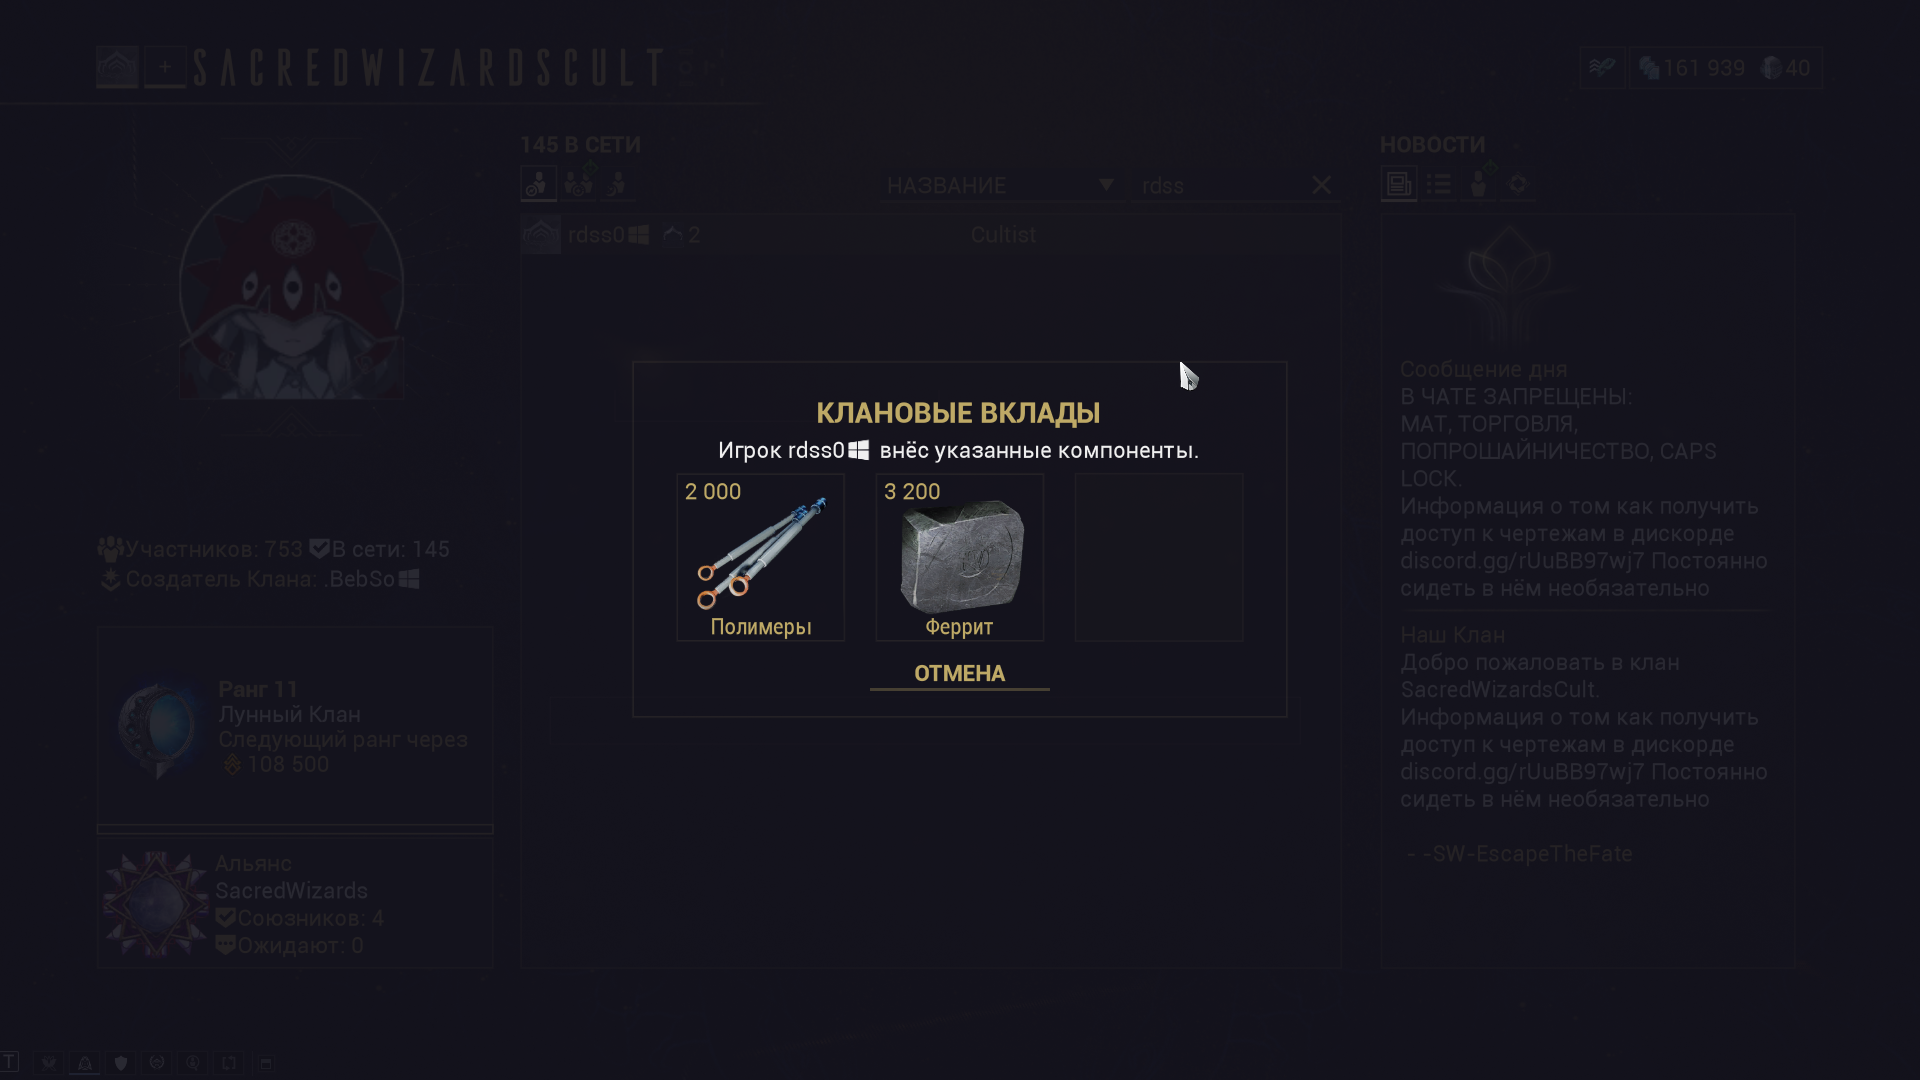 SACREDWIZARDSCULT
161 939
40
145 В СЕТИ
НАЗВАНИЕ
rdss
rdss0
2
Cultist
НОВОСТИ
Сообщение дня
В ЧАТЕ ЗАПРЕЩЕНЫ:
МАТ, ТОРГОВЛЯ,
ПОПРОШАЙНИЧЕСТВО, CAPS
LOCK.
Информация о том как получить
доступ к чертежам в дискорде
discord.gg/rUuBB97wj7 Постоянно
сидеть в нём необязательно
Наш Клан
Добро пожаловать в клан
SacredWizardsCult.
Информация о том как получить
доступ к чертежам в дискорде
discord.gg/rUuBB97wj7 Постоянно
сидеть в нём необязательно
- -SW-EscapeTheFate
КЛАНОВЫЕ ВКЛАДЫ
Игрок rdss0 внёс указанные компоненты.
2 000
Полимеры
3 200
Феррит
ОТМЕНА
Участников: 753 В сети: 145
Создатель Клана: .BebSo
Ранг 11
Лунный Клан
Следующий ранг через
108 500
Альянс
SacredWizards
Союзников: 4
Ожидают: 0
T